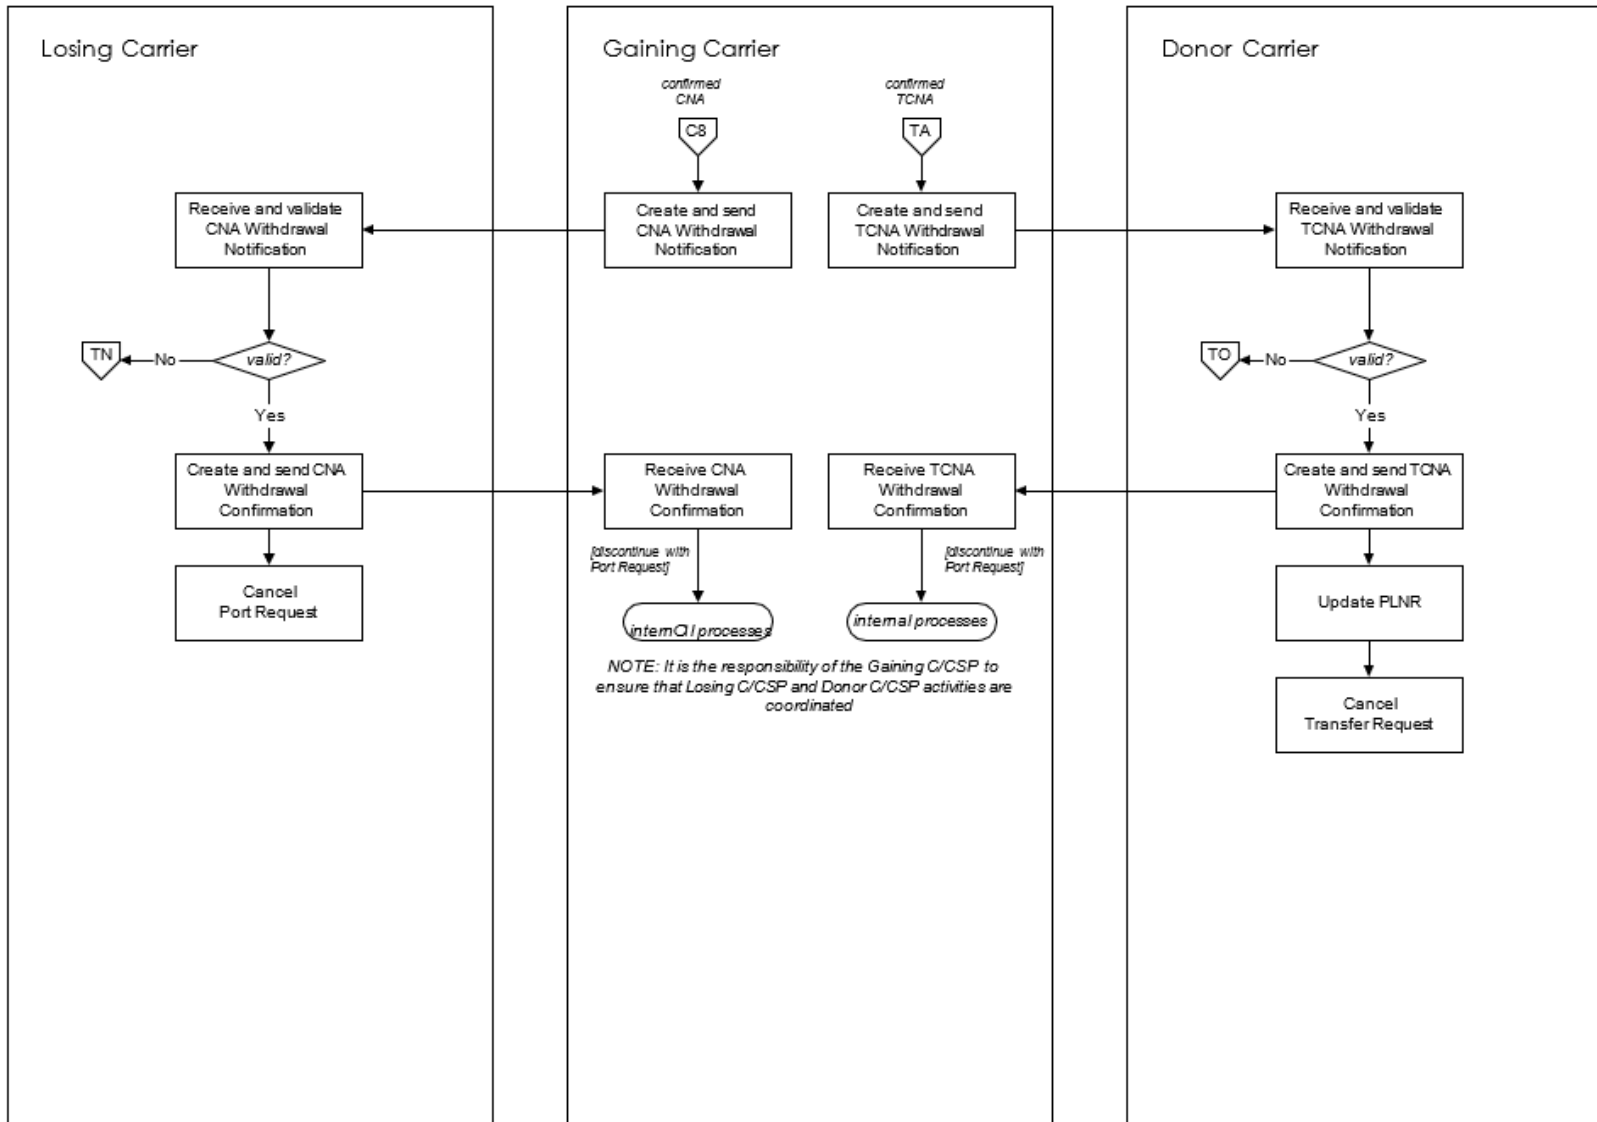 Losing Carrier
Receive and validate
CNA Withdrawal
Notification
valid?
No
TN
Yes
Create and send CNA
Withdrawal
Confirmation
Cancel
Port Request
Gaining Carrier
confirmed
CNA
C8
Create and send
CNA Withdrawal
Notification
confirmed
TCNA
TA
Create and send
TCNA Withdrawal
Notification
Receive CNA
Withdrawal
Confirmation
[discontinue with
Port Request]
internCII processes
Receive TCNA
Withdrawal
Confirmation
[discontinue with
Port Request]
internal processes
NOTE: It is the responsibility of the Gaining C/CSP to
ensure that Losing C/CSP and Donor C/CSP activities are
coordinated
Donor Carrier
Receive and validate
TCNA Withdrawal
Notification
valid?
No
TO
Yes
Create and send TCNA
Withdrawal
Confirmation
Update PLNR
Cancel
Transfer Request